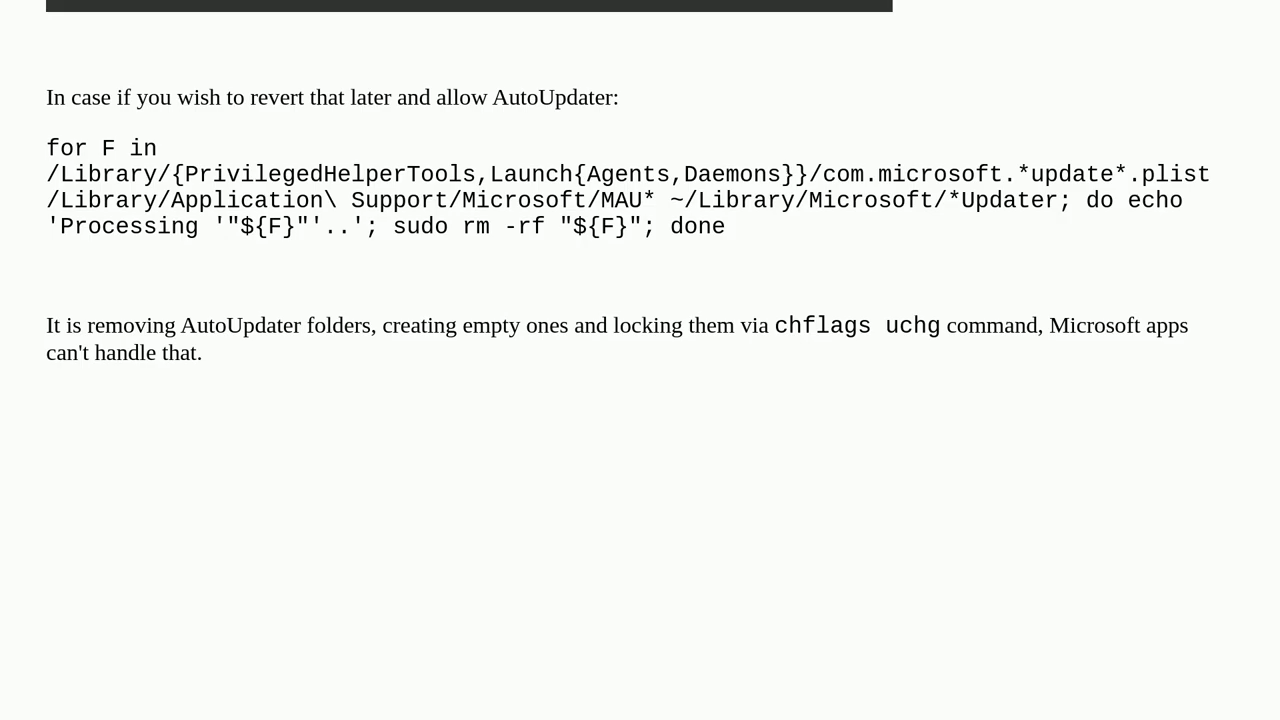 In case if you wish to revert that later and allow AutoUpdater:
for F in
/Library/{PrivilegedHelperTools,Launch{Agents,Daemons}}/com.microsoft.*update*.plist
/Library/Application\ Support/Microsoft/MAU* ~/Library/Microsoft/*Updater; do echo
'Processing '"${F}"'..'; sudo rm -rf "${F}"; done
It is removing AutoUpdater folders, creating empty ones and locking them via chflags uchg command, Microsoft apps
can't handle that.